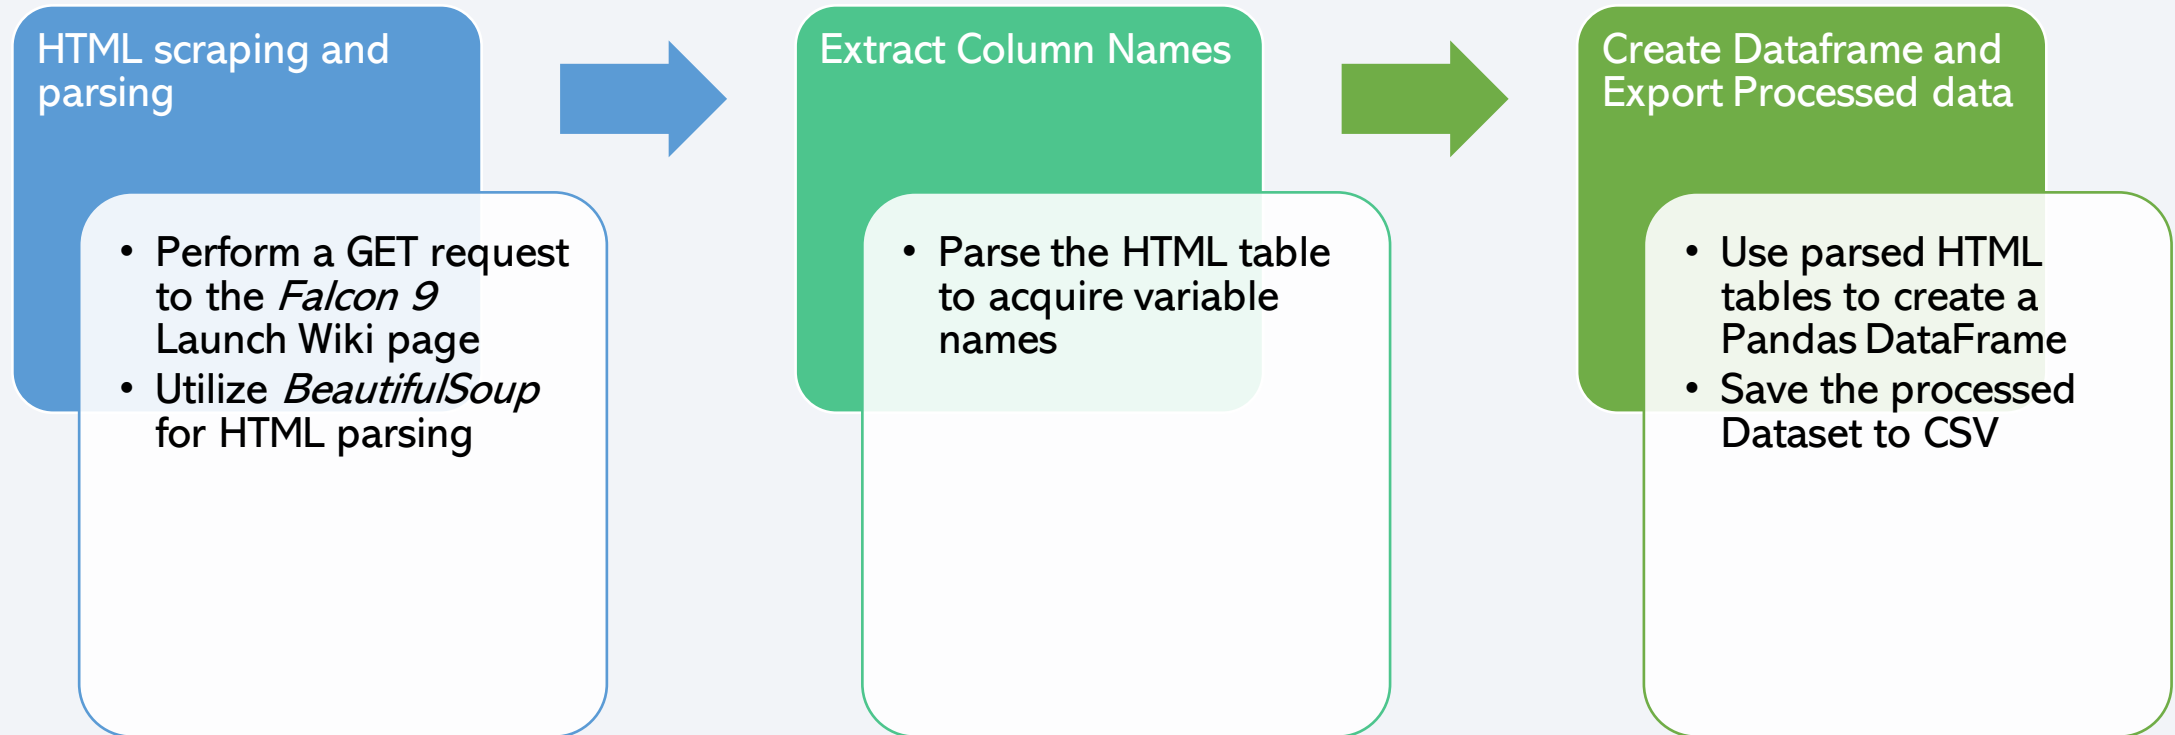 HTML scraping and
parsing
• Perform a GET request
to the Falcon 9
Launch Wiki page
• Utilize BeautifulSoup
for HTML parsing
Extract Column Names
• Parse the HTML table
to acquire variable
names
Create Dataframe and
Export Processed data
• Use parsed HTML
tables to create a
Pandas DataFrame
• Save the processed
Dataset to CSV